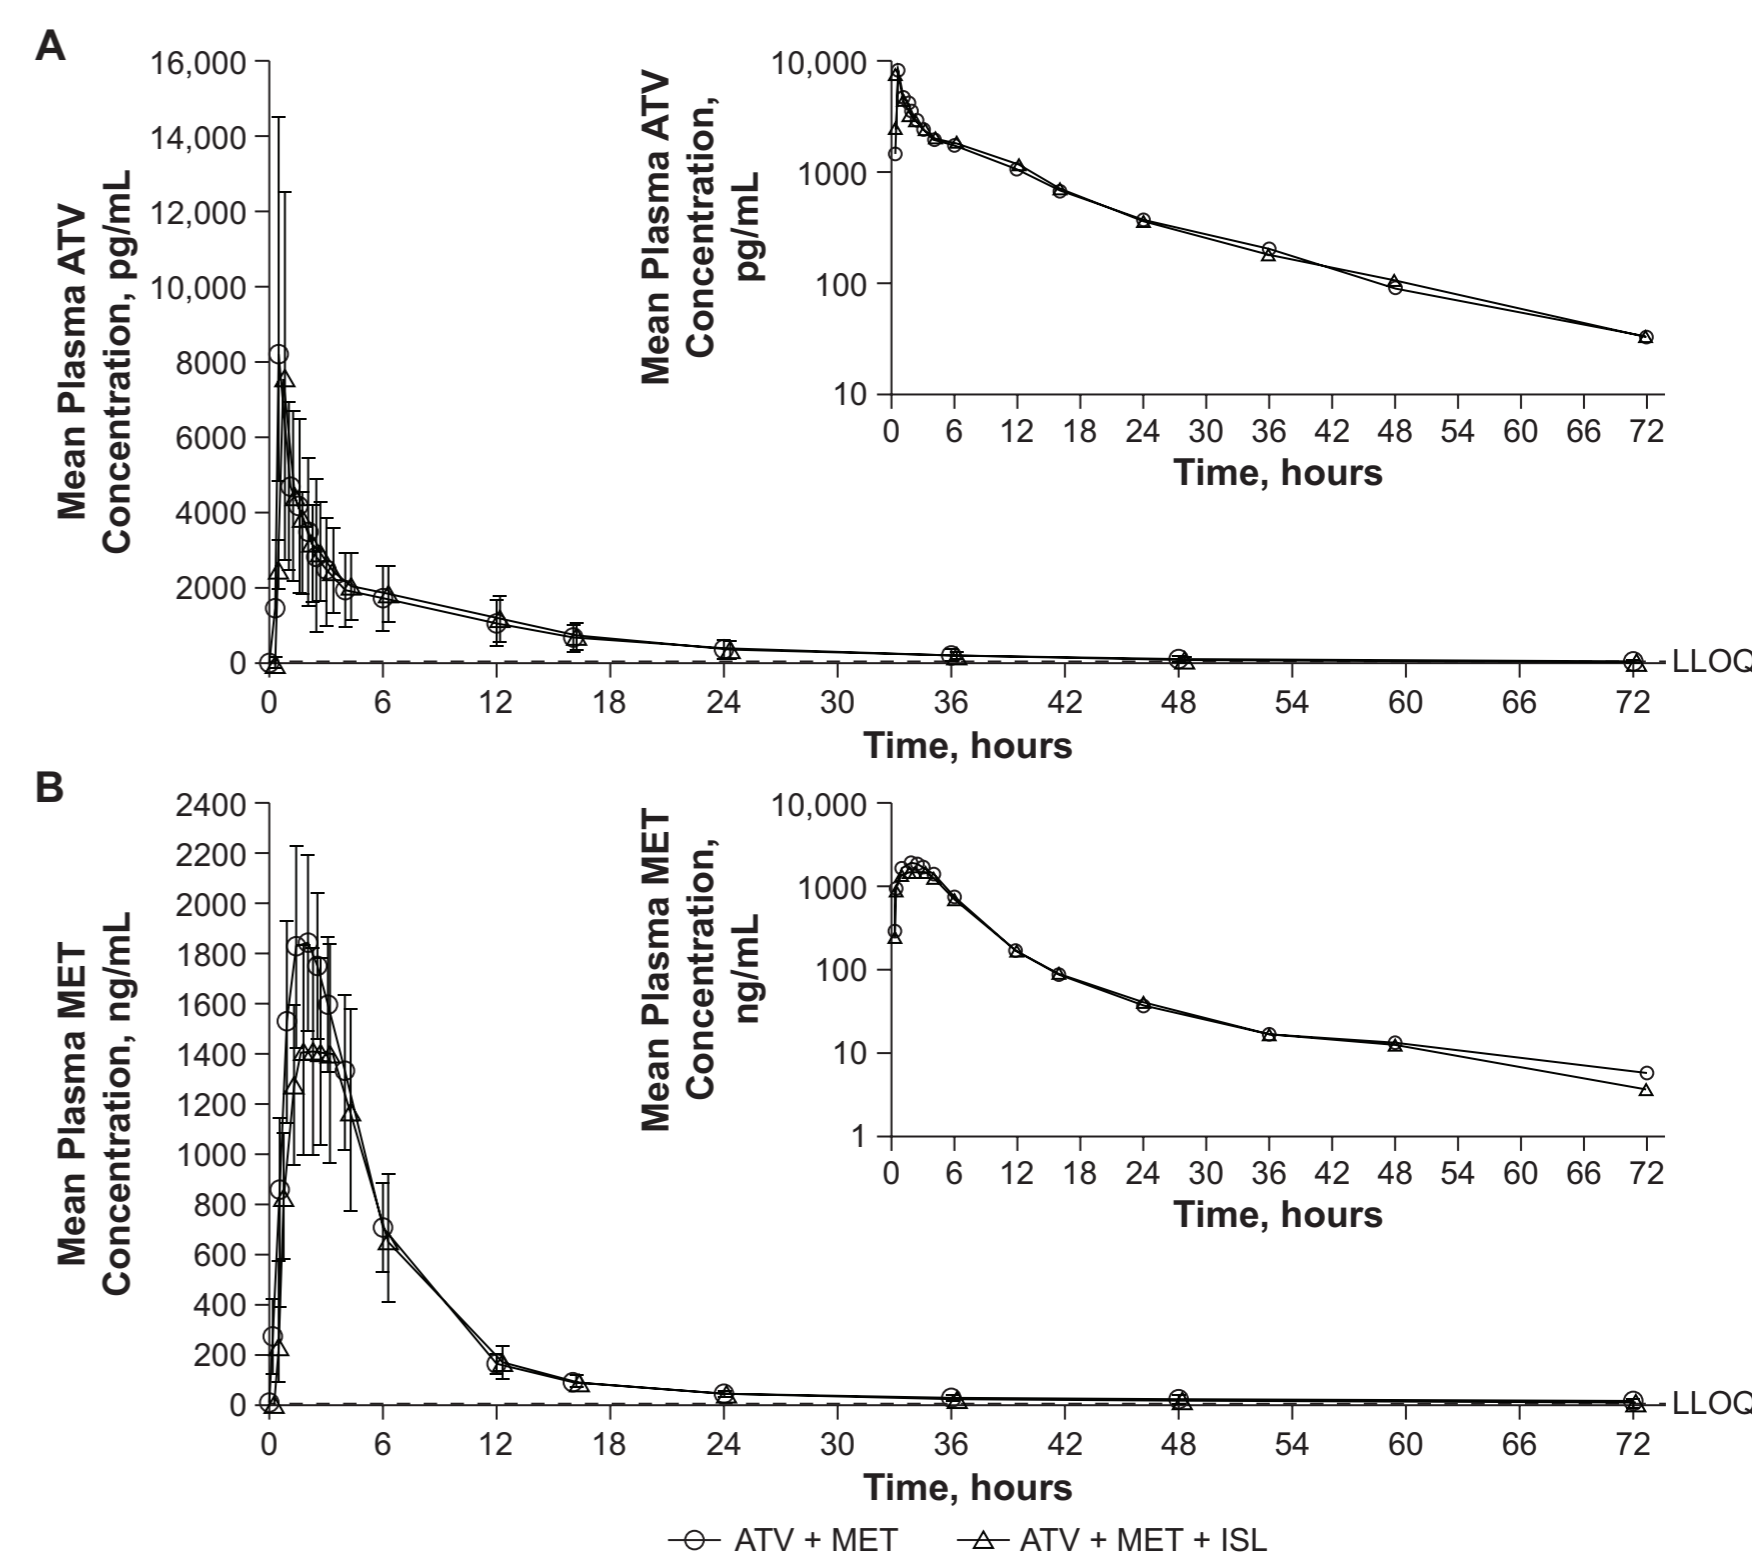 A
Mean Plasma ATV
Concentration, pg/mL
16,000
14,000
12,000
10,000
8000
6000
4000
2000
0
0 6 12 18 24 30 36 42 48 54 60 66 72
Time, hours
LLOQ
Mean Plasma ATV
Concentration,
pg/mL
10,000
1000
100
10
0 6 12 18 24 30 36 42 48 54 60 66 72
Time, hours
B
Mean Plasma MET
Concentration, ng/mL
2400
2200
2000
1800
1600
1400
1200
1000
800
600
400
200
0
0 6 12 18 24 30 36 42 48 54 60 66 72
Time, hours
LLOQ
Mean Plasma MET
Concentration,
ng/mL
10,000
1000
100
10
1
0 6 12 18 24 30 36 42 48 54 60 66 72
Time, hours
ATV + MET
ATV + MET + ISL